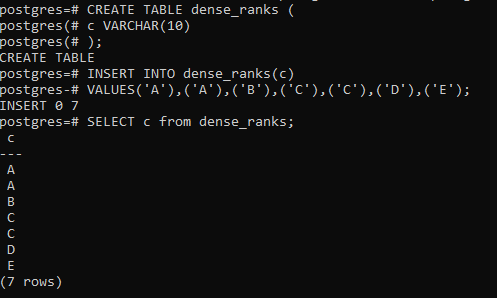 postgres=# CREATE TABLE dense_ranks (
postgres(# c VARCHAR(10)
postgres(# );
CREATE TABLE
postgres=# INSERT INTO dense_ranks(c)
postgres-# VALUES('A'),('A'),('B'),('C'),('C'),('D'),('E');
INSERT 0 7
postgres=# SELECT c from dense_ranks;
c
---
A
A
B
C
C
D
E
(7 rows)